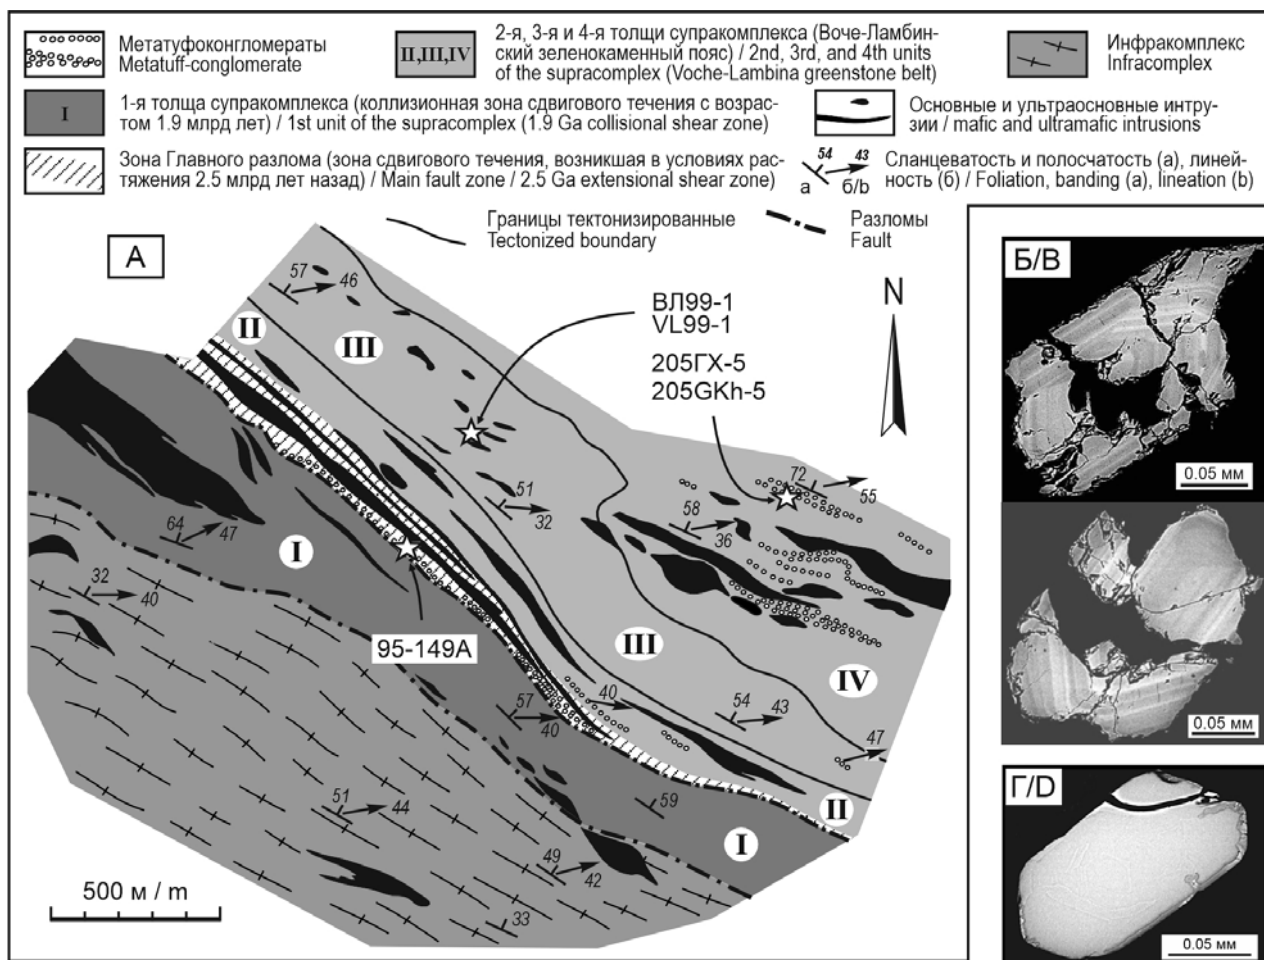 Метатуфоконгломераты
Metatuff-conglomerate
II,III,IV
2-я, 3-я и 4-я толщи супракомплекса (Воче-Ламбин-
ский зеленокаменный пояс) / 2nd, 3rd, and 4th units
of the supracomplex (Voche-Lambina greenstone belt)
Инфракомплекс
Infracomplex
I
1-я толща супракомплекса (коллизионная зона сдвигового течения с возрас-
том 1.9 млрд лет) / 1st unit of the supracomplex (1.9 Ga collisional shear zone)
Основные и ультраосновные интру-
зии / mafic and ultramafic intrusions
Зона Главного разлома (зона сдвигового течения, возникшая в условиях рас-
тяжения 2.5 млрд лет назад) / Main fault zone / 2.5 Ga extensional shear zone)
54 43
а б/b
Сланцеватость и полосчатость (а), линей-
ность (б) / Foliation, banding (a), lineation (b)
Границы тектонизированные
Tectonized boundary
Разломы
Fault
А
57 46
II
III
ВЛ99-1
VL99-1
205ГХ-5
205GKh-5
N
72
55
51
32
58
36
64
47
I
32
40
95-149А
III
IV
40
54 43
57
40
47
51
44
59
II
I
49
42
33
500 м / m
Б/В
0.05 мм
0.05 мм
Г/D
0.05 мм